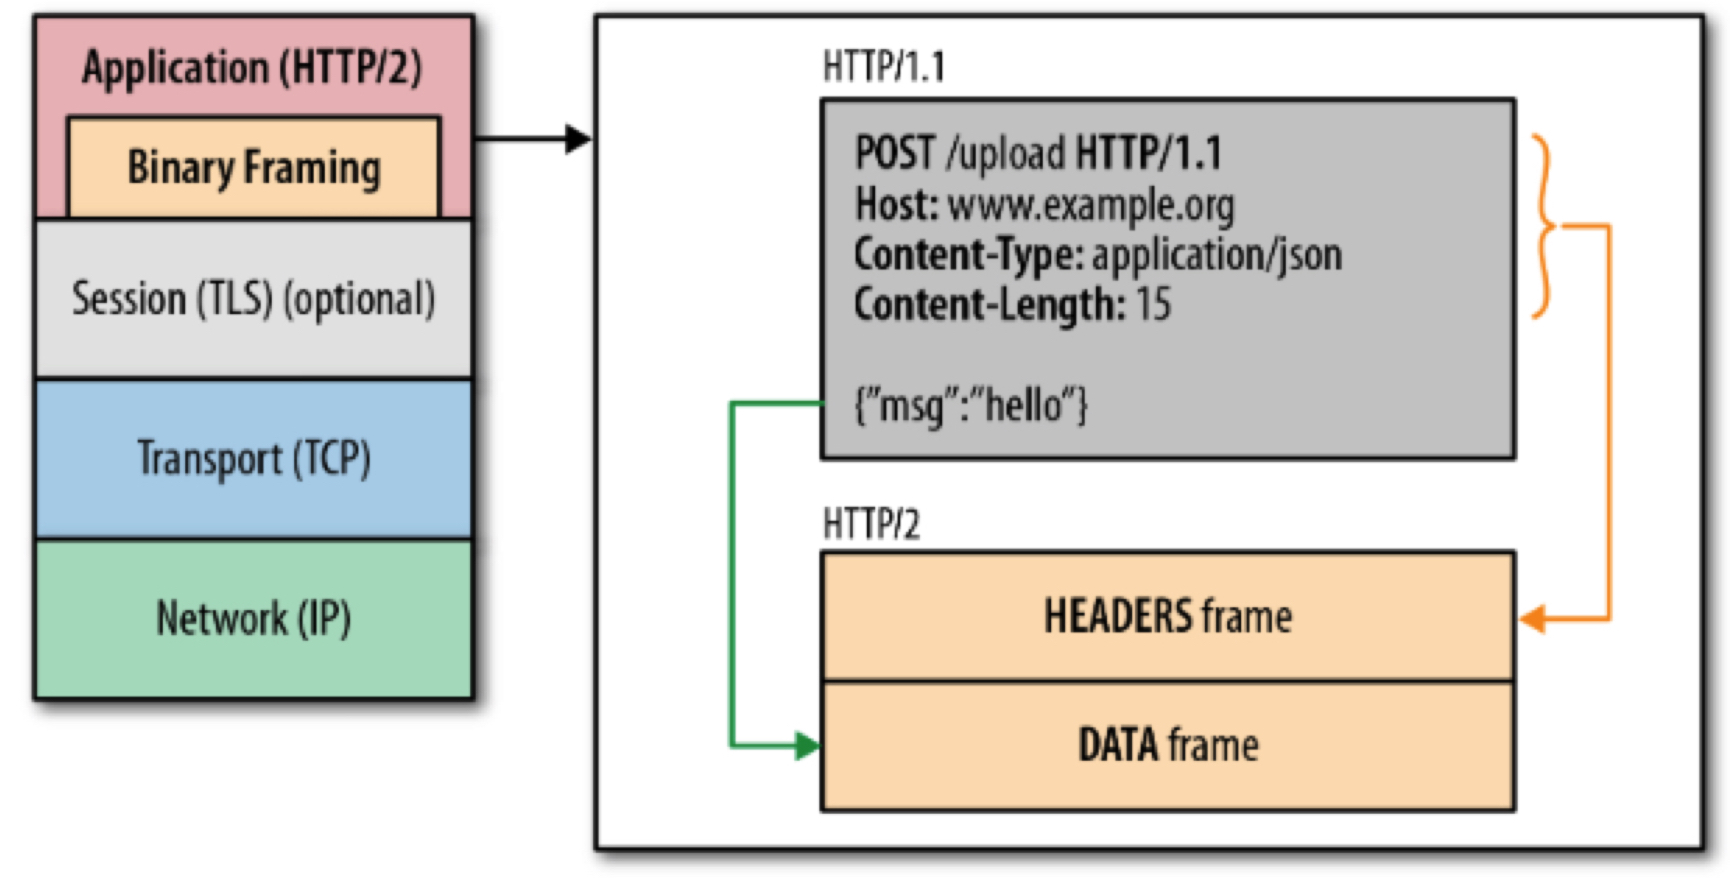 Application (HTTP/2)
Binary Framing
Session (TLS) (optional)
Transport (TCP)
Network (IP)
HTTP/1.1
POST /upload HTTP/1.1
Host: www.example.org
Content-Type: application/json
Content-Length: 15
{”msg”:”hello”}
HTTP/2
HEADERS frame
DATA frame